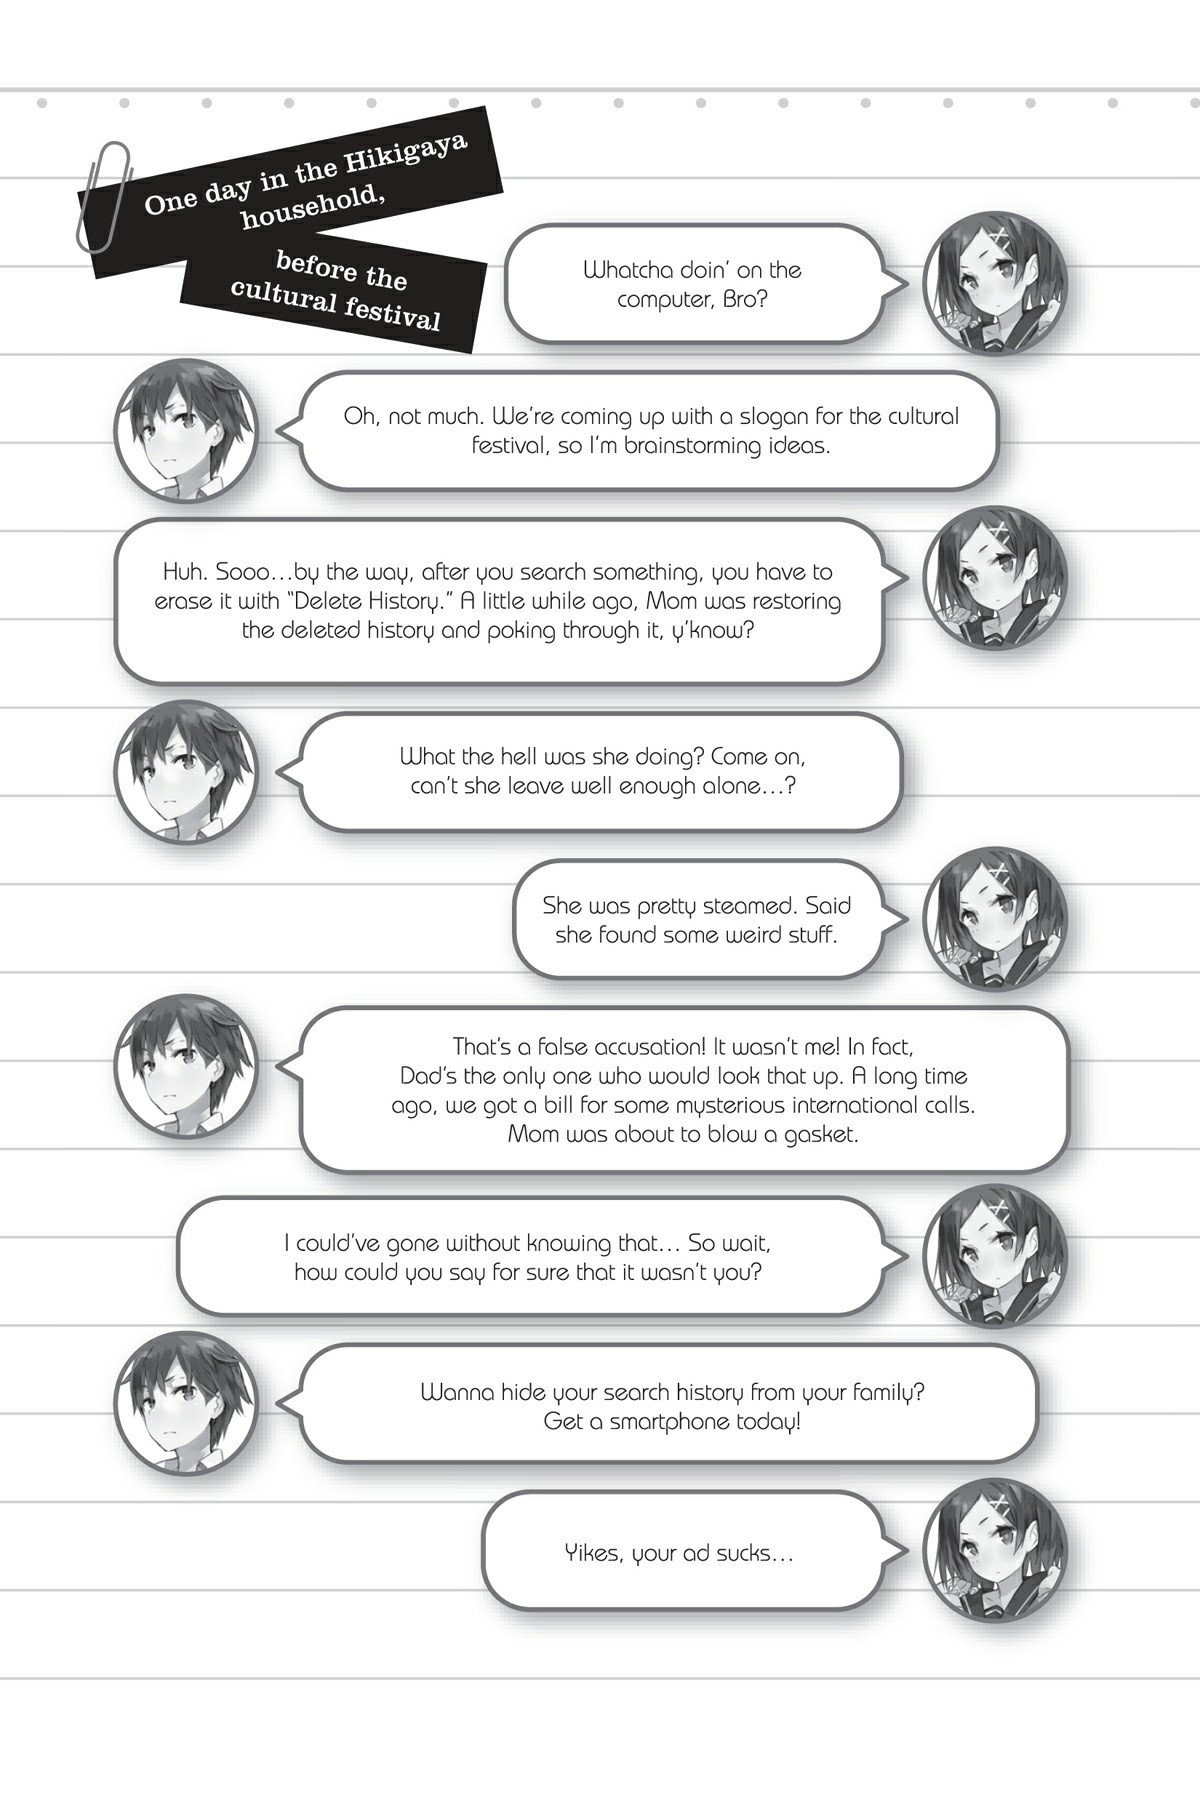 One day in the Hikigaya
household,
before the
cultural festival
Whatcha doin’ on the
computer, Bro?
Oh, not much. We’re coming up with a slogan for the cultural
festival, so I’m brainstorming ideas.
Huh. Sooo…by the way, after you search something, you have to
erase it with “Delete History.” A little while ago, Mom was restoring
the deleted history and poking through it, y’know?
What the hell was she doing? Come on,
can’t she leave well enough alone…?
She was pretty steamed. Said
she found some weird stuff.
That’s a false accusation! It wasn’t me! In fact,
Dad’s the only one who would look that up. A long time
ago, we got a bill for some mysterious international calls.
Mom was about to blow a gasket.
I could’ve gone without knowing that… So wait,
how could you say for sure that it wasn’t you?
Wanna hide your search history from your family?
Get a smartphone today!
Yikes, your ad sucks…